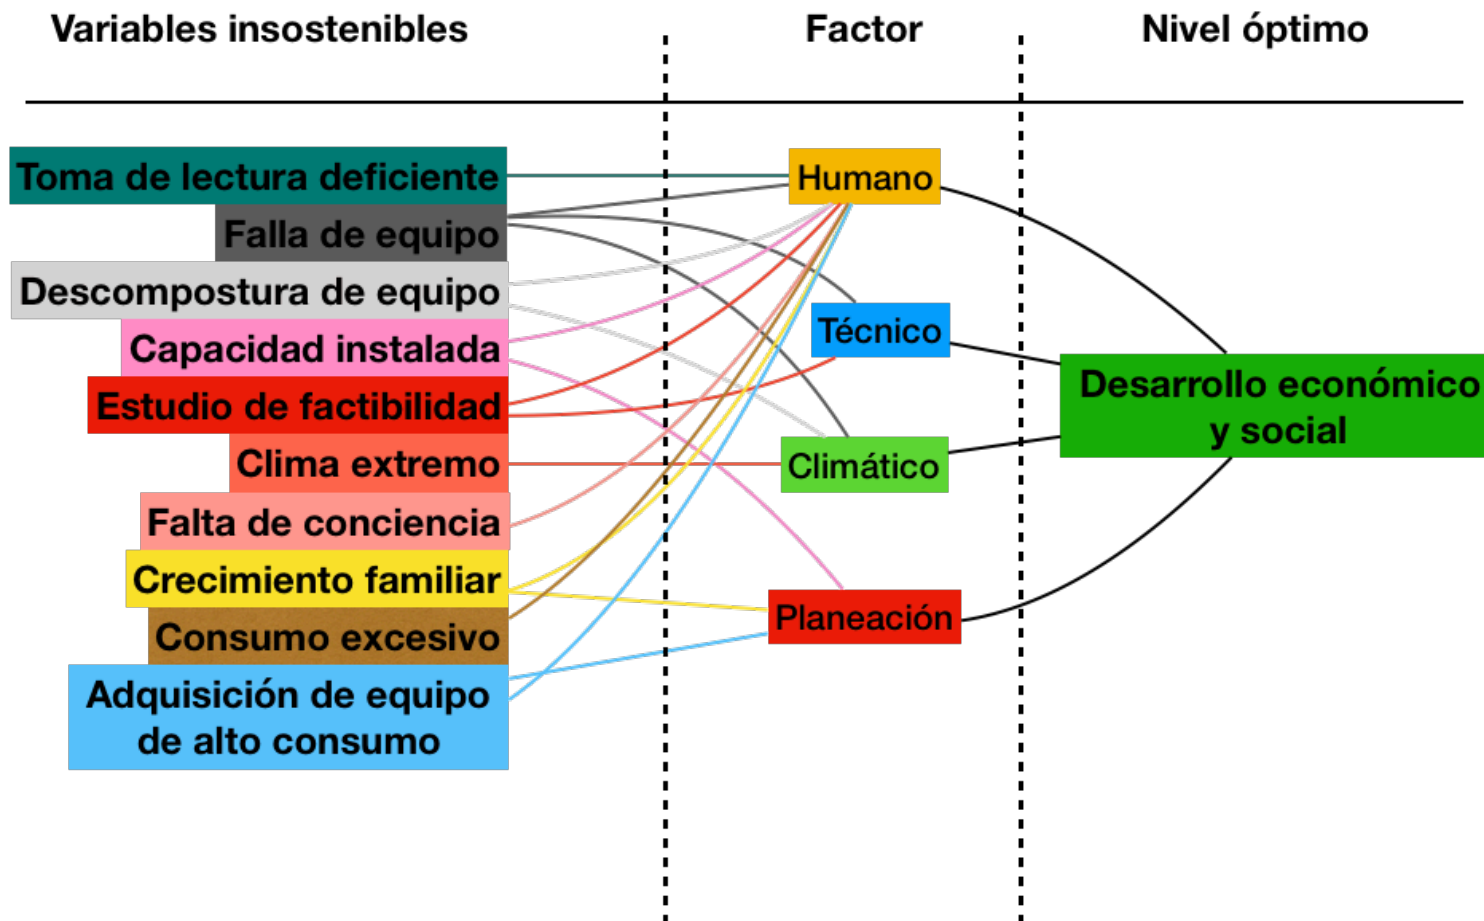 Variables insostenibles
Factor
Nivel óptimo
Toma de lectura deficiente
Falla de equipo
Descompostura de equipo
Capacidad instalada
Estudio de factibilidad
Clima extremo
Falta de conciencia
Crecimiento familiar
Consumo excesivo
Adquisición de equipo
de alto consumo
Humano
Técnico
Climático
Planeación
Desarrollo económico
y social